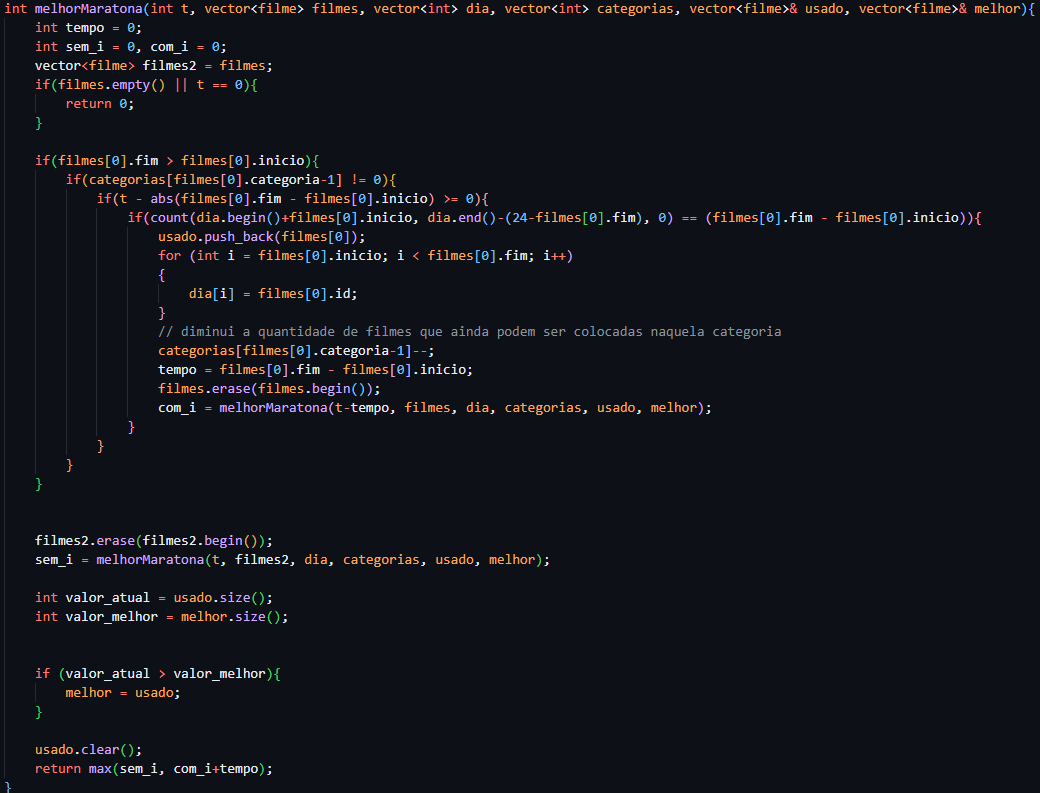 int melhorMaratona(int t, vector<filme> filmes, vector<int> dia, vector<int> categorias, vector<filme>& usado, vector<filme>& melhor){
    int tempo = 0;
    int sem_i = 0, com_i = 0;
    vector<filme> filmes2 = filmes;
    if(filmes.empty() || t == 0){
        return 0;
    }

    if(filmes[0].fim > filmes[0].inicio){
        if(categorias[filmes[0].categoria-1] != 0){
            if(t - abs(filmes[0].fim - filmes[0].inicio) >= 0){
                if(count(dia.begin()+filmes[0].inicio, dia.end()-(24-filmes[0].fim), 0) == (filmes[0].fim - filmes[0].inicio)){
                    usado.push_back(filmes[0]);
                    for (int i = filmes[0].inicio; i < filmes[0].fim; i++)
                    {
                        dia[i] = filmes[0].id;
                    }
                    // diminui a quantidade de filmes que ainda podem ser colocadas naquela categoria
                    categorias[filmes[0].categoria-1]--;
                    tempo = filmes[0].fim - filmes[0].inicio;
                    filmes.erase(filmes.begin());
                    com_i = melhorMaratona(t-tempo, filmes, dia, categorias, usado, melhor);
                }
            }
        }
    }


    filmes2.erase(filmes2.begin());
    sem_i = melhorMaratona(t, filmes2, dia, categorias, usado, melhor);

    int valor_atual = usado.size();
    int valor_melhor = melhor.size();


    if (valor_atual > valor_melhor){
        melhor = usado;
    }

    usado.clear();
    return max(sem_i, com_i+tempo);
}